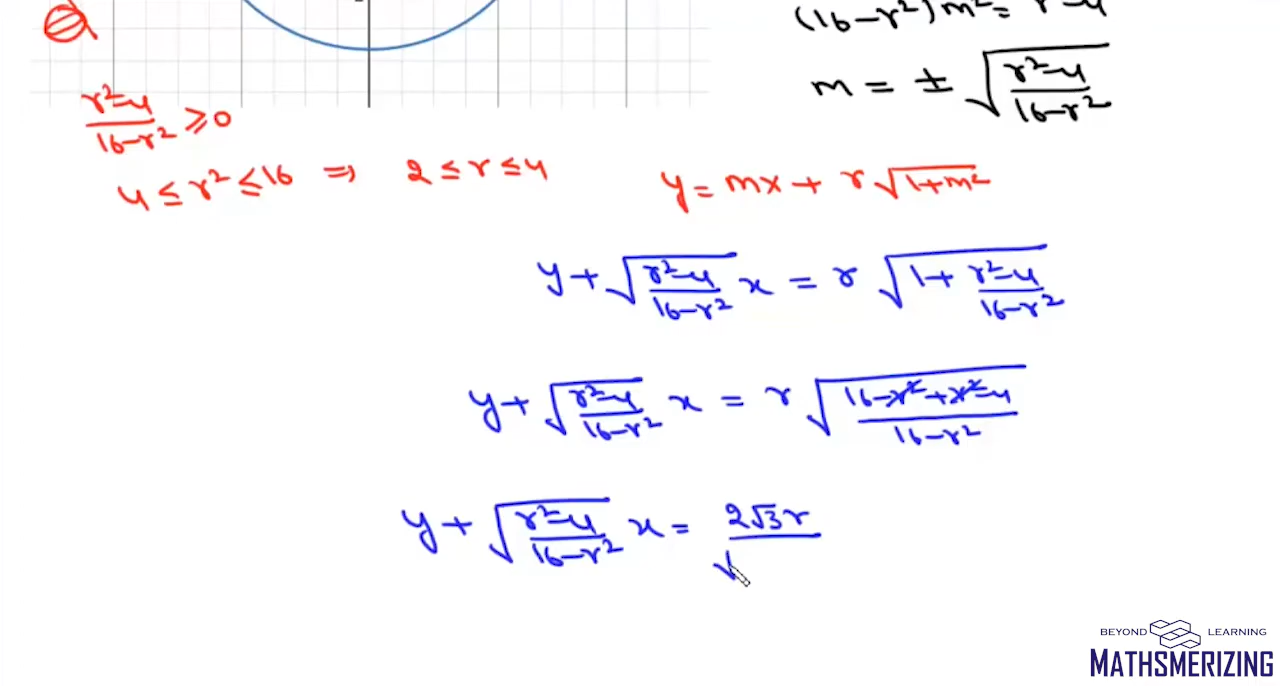 (16-r²)m² = r²-4
m = ± √((r²-4)/(16-r²))
(r²-4)/(16-r²) ≥ 0
4 ≤ r² ≤ 16 ⇒ 2 ≤ r ≤ 4
y = mx + r√(1+m²)
y + √((r²-4)/(16-r²)) x = r √(1 + (r²-4)/(16-r²))
y + √((r²-4)/(16-r²)) x = r √((16-r²+r²-4)/(16-r²))
y + √((r²-4)/(16-r²)) x = 2√3r/√
BEYOND LEARNING
MATHSMERIZING